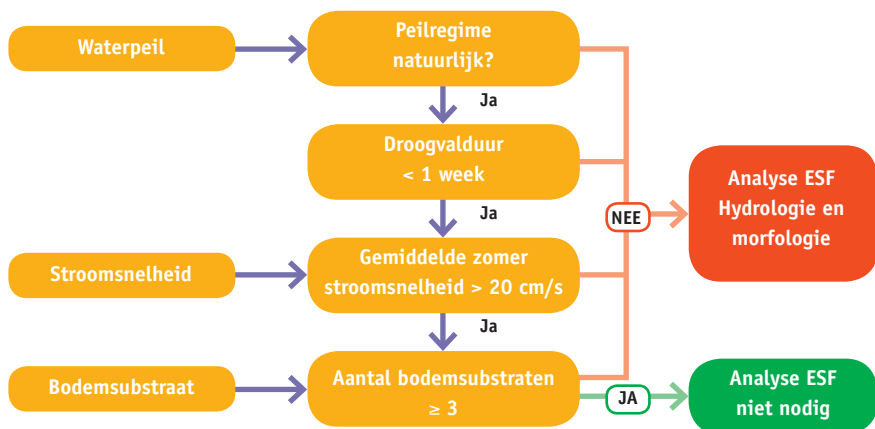 Waterpeil
Peilregime
natuurlijk?
Ja
Droogvalduur
< 1 week
Ja
Stroomsnelheid
Gemiddelde zomer
stroomsnelheid > 20 cm/s
Ja
Bodemsubstraat
Aantal bodemsubstraten
≥ 3
NEE
Analyse ESF
Hydrologie en
morfologie
JA
Analyse ESF
niet nodig